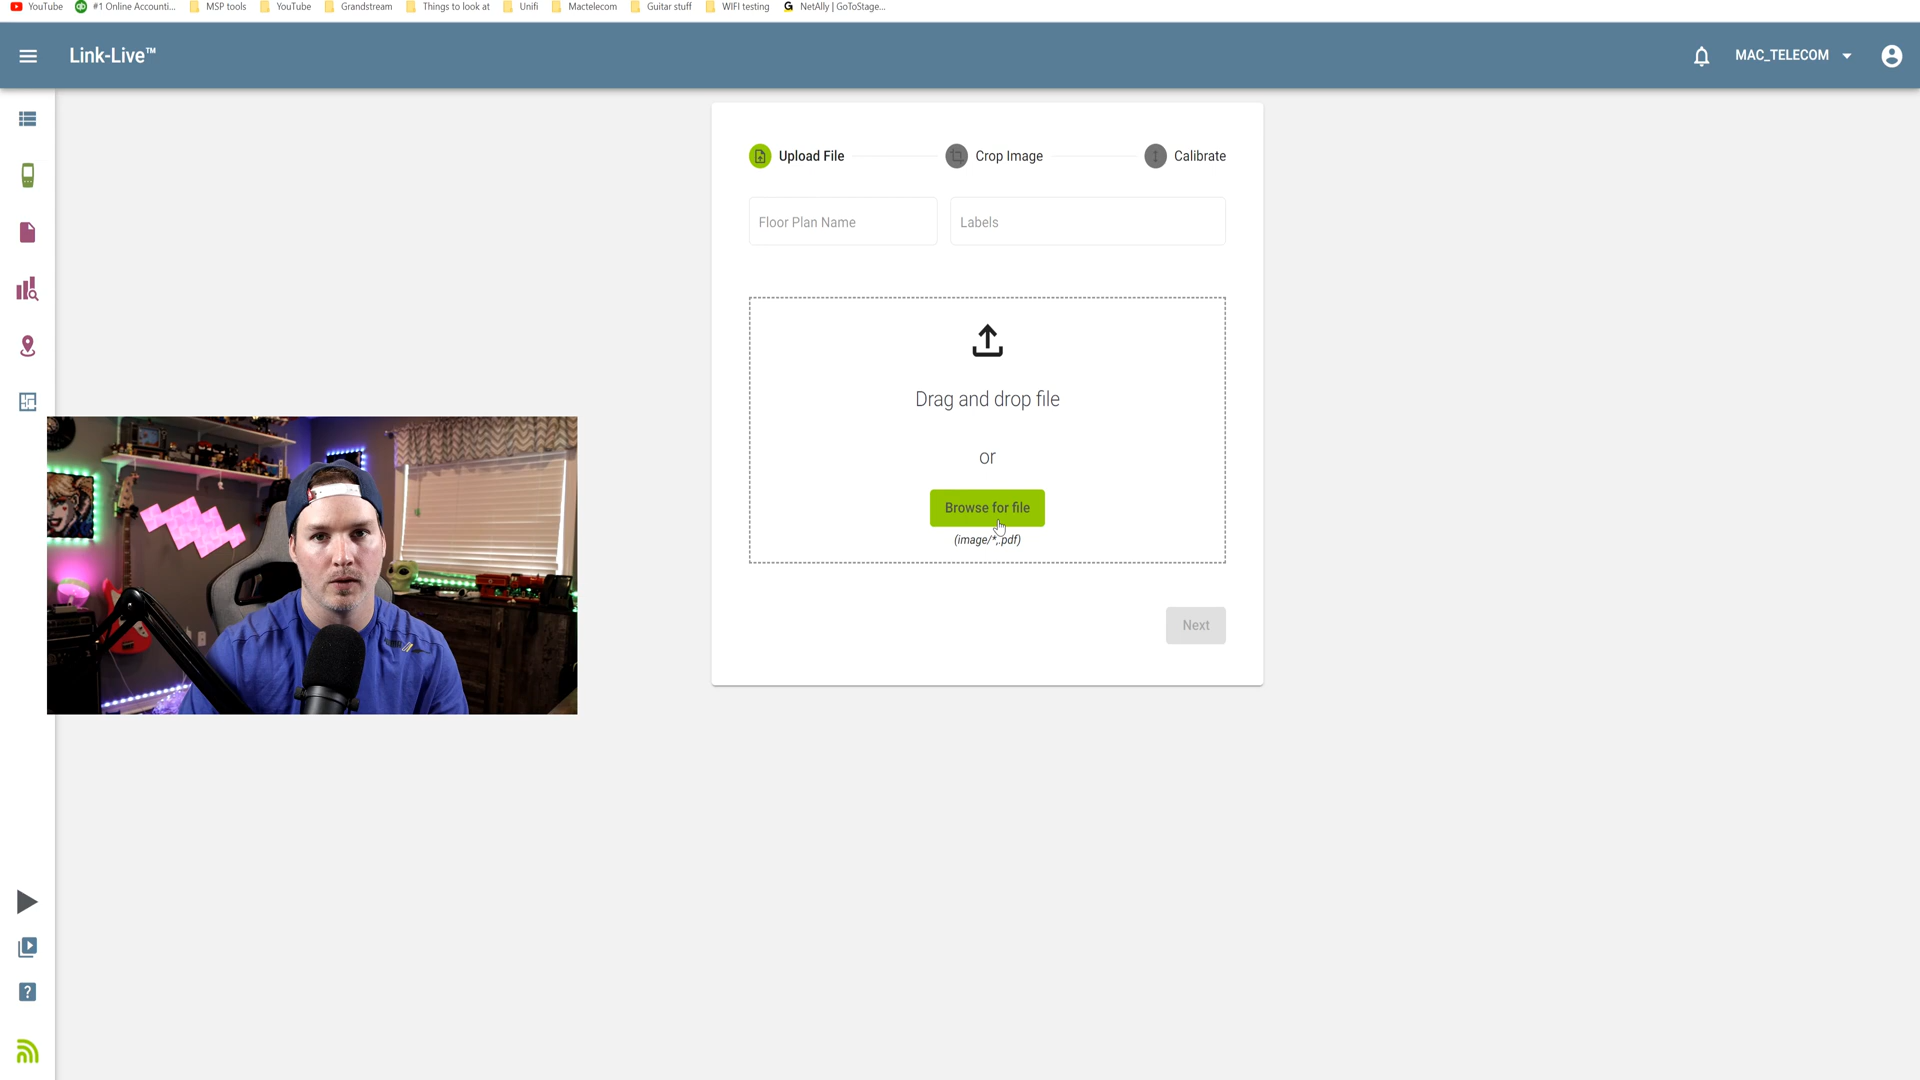 YouTube #1 Online Accounti... MSP tools YouTube Grandstream Things to look at Unifi Mactelecom Guitar stuff WIFI testing NetAlly | GoToStage...
Link-Live™ MAC_TELECOM
Upload File Crop Image Calibrate
Floor Plan Name Labels
Drag and drop file
or
Browse for file
(image/*,.pdf)
Next